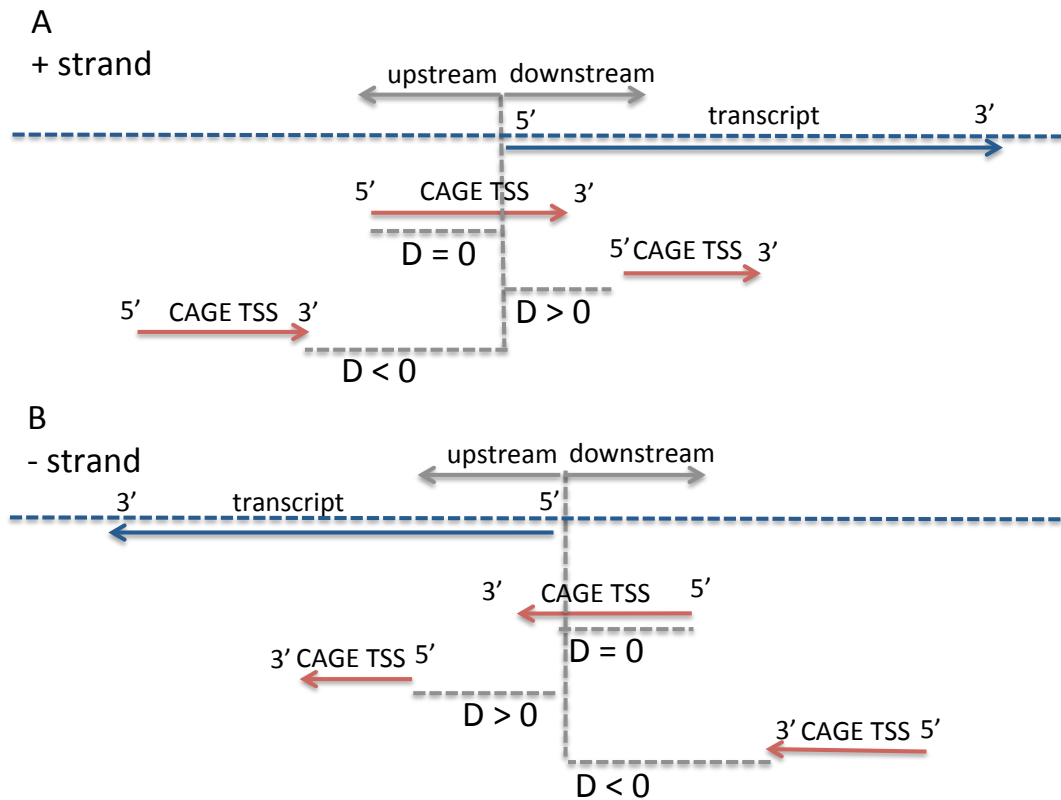 A
+ strand
upstream downstream
5’ transcript 3’
5’ CAGE TSS 3’
D = 0
5’ CAGE TSS 3’
D > 0
5’ CAGE TSS 3’
D < 0
B
- strand
upstream downstream
3’ transcript 5’
3’ CAGE TSS 5’
D = 0
3’ CAGE TSS 5’
D > 0
3’ CAGE TSS 5’
D < 0